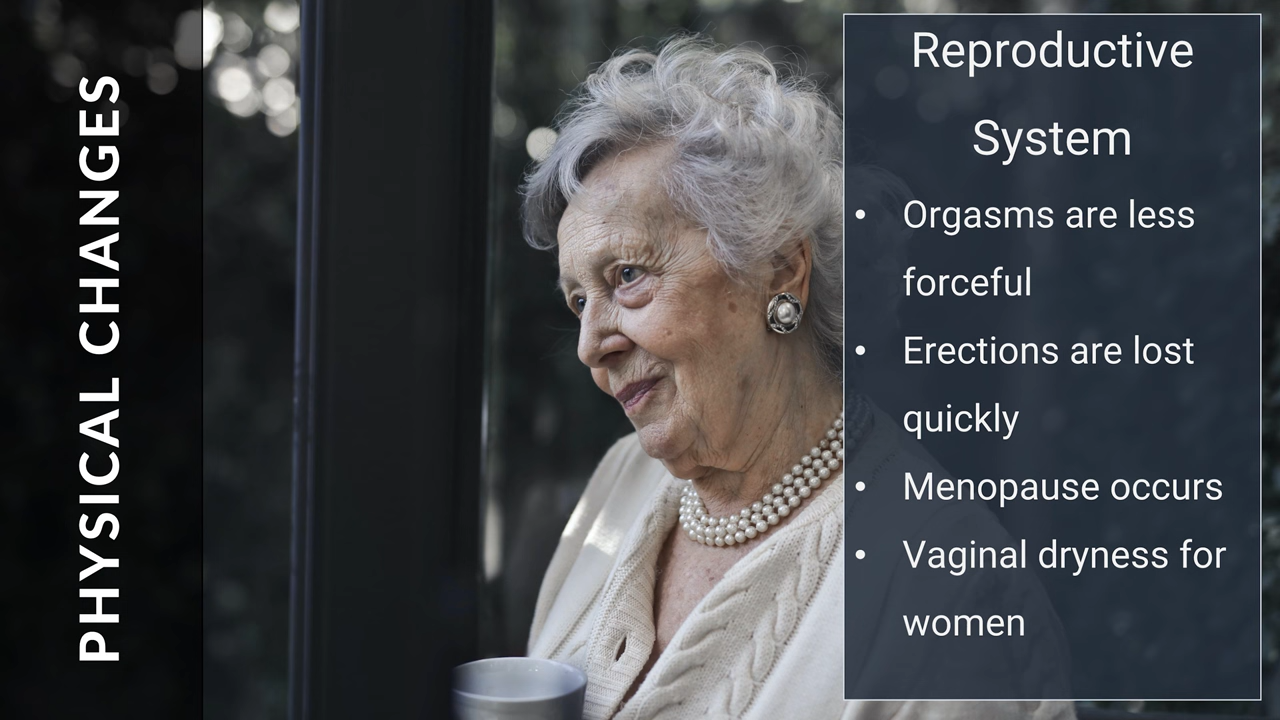 PHYSICAL CHANGES
Reproductive
System
• Orgasms are less
forceful
• Erections are lost
quickly
• Menopause occurs
• Vaginal dryness for
women